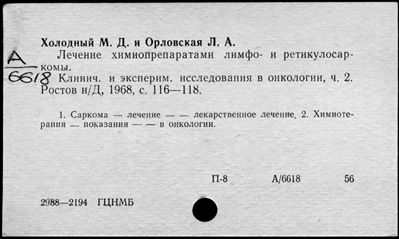 Холодный М. Д. и Орловская Л. А.
А
Лечение химиопрепаратами лимфо- и ретикулосар-
комы.
6618
Клинич. и эксперим. исследования в онкологии, ч. 2.
Ростов н/Д, 1968, с. 116—118.
1. Саркома — лечение — — лекарственное лечение, 2. Химиоте-
рапия — показания — — в онкологии.
П-8 А/6618 56
2988—2194 ГЦНМБ